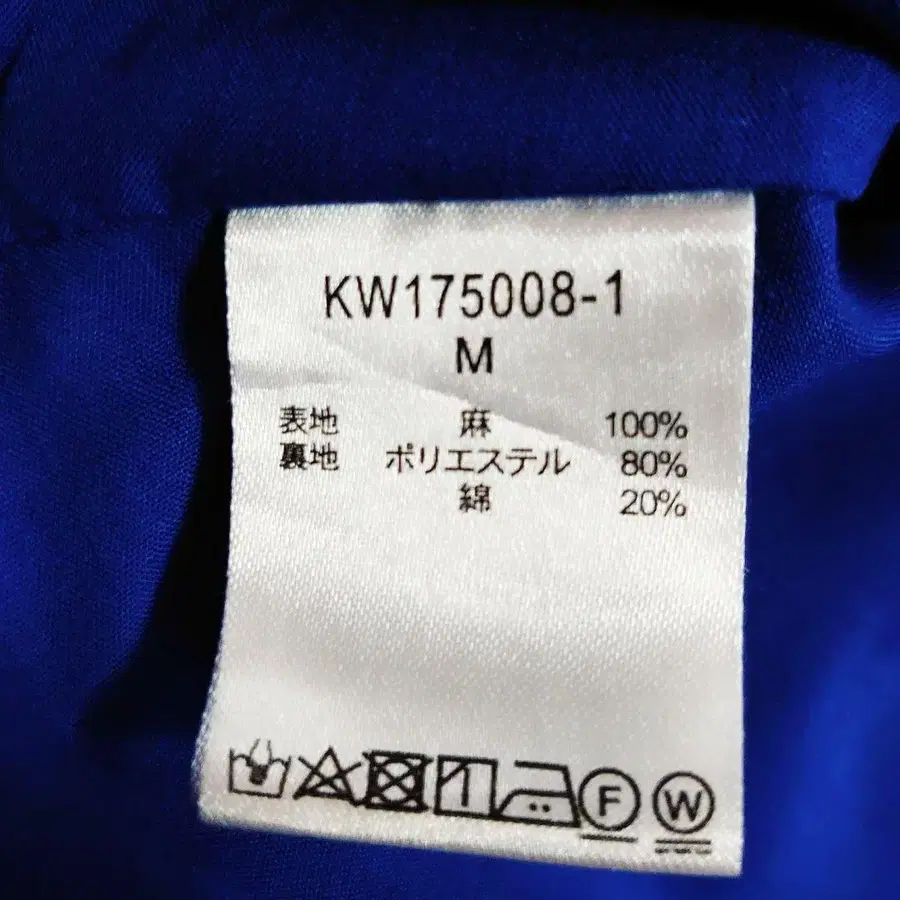 KW175008-1
M
表地 麻 100%
裏地 ポリエステル 80%
綿 20%
F W